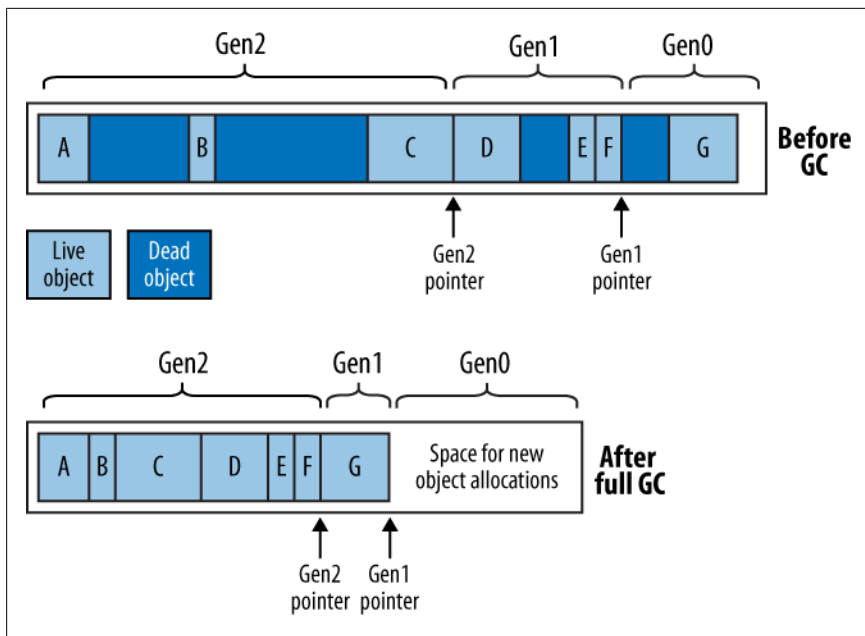 Gen2
Gen1
Gen0
A
B
C
D
E
F
G
Before
GC
Gen2
pointer
Gen1
pointer
Live
object
Dead
object
Gen2
Gen1
Gen0
A
B
C
D
E
F
G
Space for new
object allocations
After
full GC
Gen2
pointer
Gen1
pointer